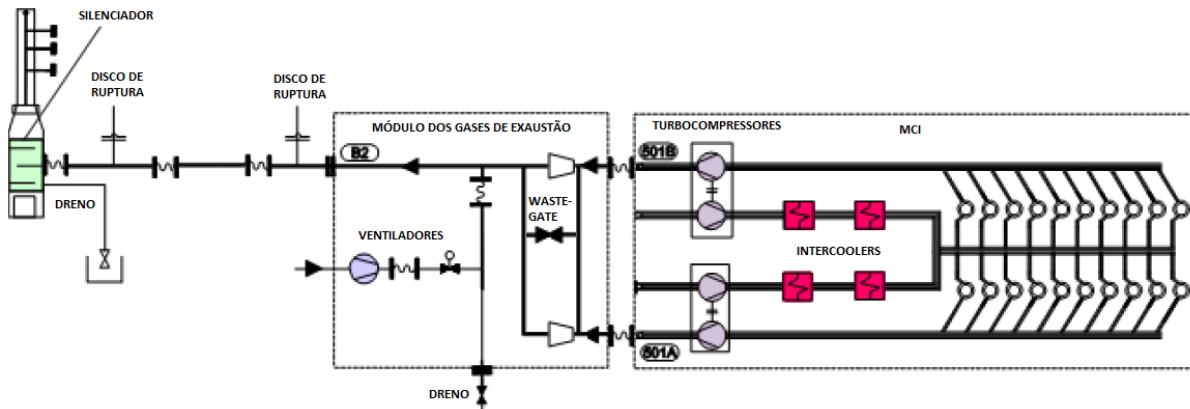 SILENCIADOR
DISCO DE
RUPTURA
DISCO DE
RUPTURA
MÓDULO DOS GASES DE EXAUSTÃO
TURBOCOMPRESSORES
MCI
B2
501B
WASTE-
GATE
DRENO
VENTILADORES
INTERCOOLERS
501A
DRENO